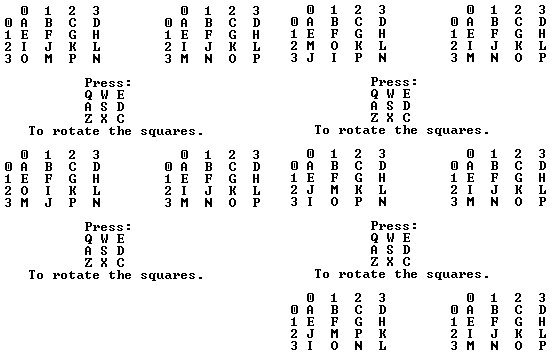 0 1 2 3 0 1 2 3
0 A B C D 0 A B C D
1 E F G H 1 E F G H
2 I J K L 2 I J K L
3 O M P N 3 M N O P
Press:
Q W E
A S D
Z X C
To rotate the squares.
0 1 2 3 0 1 2 3
0 A B C D 0 A B C D
1 E F G H 1 E F G H
2 M O K L 2 I J K L
3 J I P N 3 M N O P
Press:
Q W E
A S D
Z X C
To rotate the squares.
0 1 2 3 0 1 2 3
0 A B C D 0 A B C D
1 E F G H 1 E F G H
2 O I K L 2 I J K L
3 M J P N 3 M N O P
Press:
Q W E
A S D
Z X C
To rotate the squares.
0 1 2 3 0 1 2 3
0 A B C D 0 A B C D
1 E F G H 1 E F G H
2 J M K L 2 I J K L
3 I O P N 3 M N O P
Press:
Q W E
A S D
Z X C
To rotate the squares.
0 1 2 3 0 1 2 3
0 A B C D 0 A B C D
1 E F G H 1 E F G H
2 J M P K 2 I J K L
3 I O N L 3 M N O P